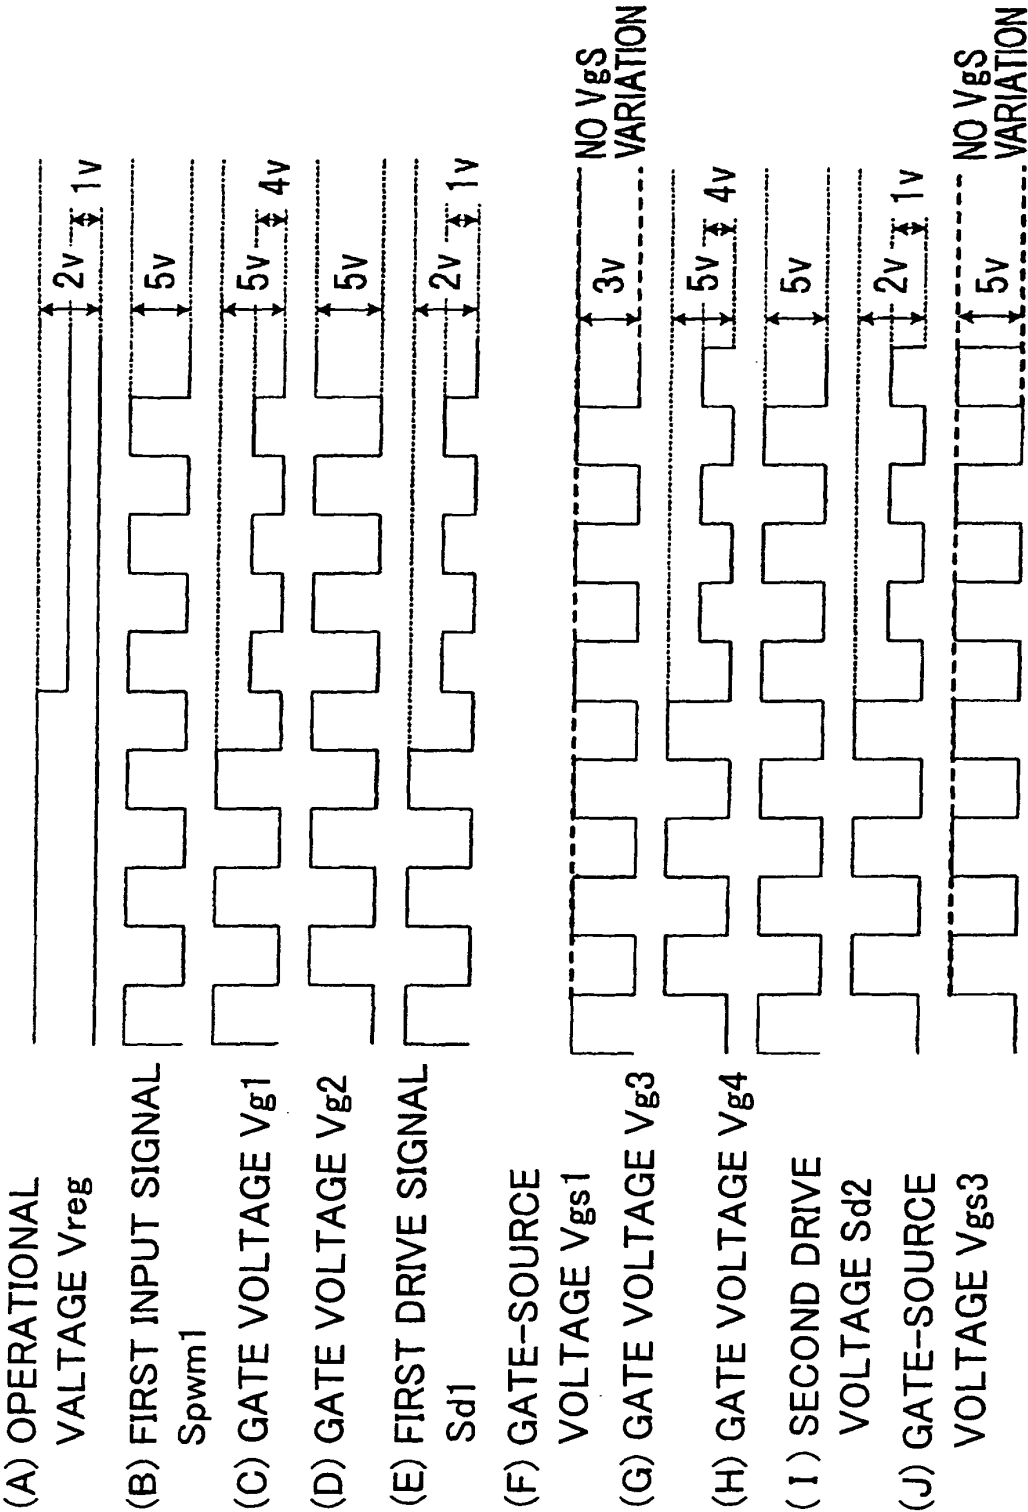 (A) OPERATIONAL
VALTAGE Vreg
2v
1v
(B) FIRST INPUT SIGNAL
Spwm1
5v
(C) GATE VOLTAGE Vg1
5v
4v
(D) GATE VOLTAGE Vg2
5v
(E) FIRST DRIVE SIGNAL
Sd1
2v
1v
(F) GATE-SOURCE
VOLTAGE Vgs1
3v
NO VgS
VARIATION
(G) GATE VOLTAGE Vg3
5v
4v
(H) GATE VOLTAGE Vg4
5v
(I) SECOND DRIVE
VOLTAGE Sd2
2v
1v
(J) GATE-SOURCE
VOLTAGE Vgs3
5v
NO VgS
VARIATION